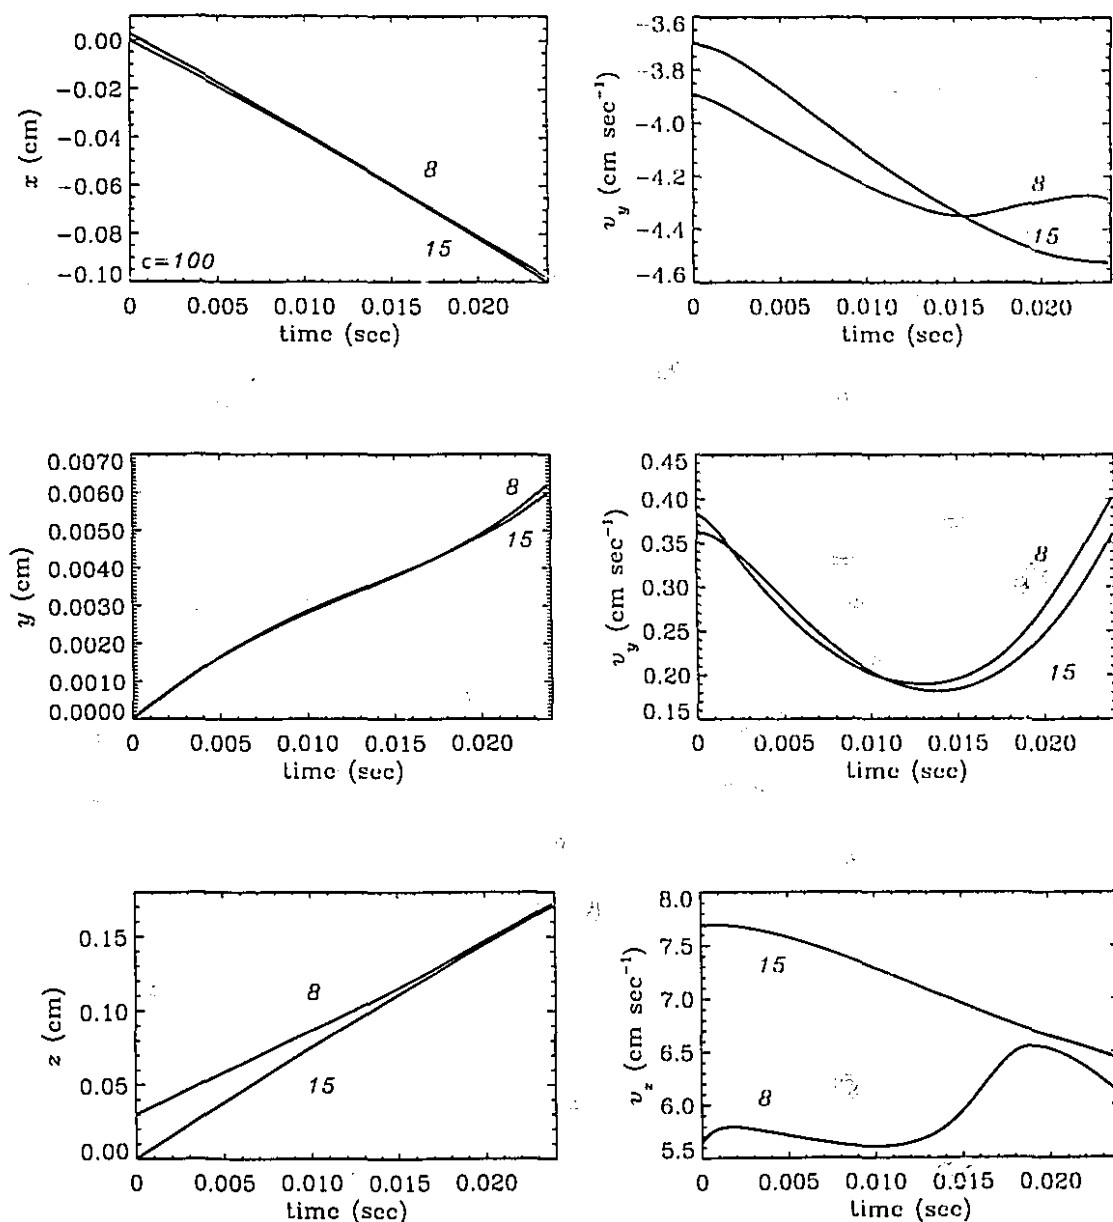 0.00
-0.02
-0.04
-0.06
-0.08
-0.10
x (cm)
8
15
c=100
0 0.005 0.010 0.015 0.020
time (sec)
-3.6
-3.8
-4.0
-4.2
-4.4
-4.6
v_y (cm sec⁻¹)
8
15
0 0.005 0.010 0.015 0.020
time (sec)
0.0070
0.0060
0.0050
0.0040
0.0030
0.0020
0.0010
0.0000
y (cm)
8
15
0 0.005 0.010 0.015 0.020
time (sec)
0.45
0.40
0.35
0.30
0.25
0.20
0.15
v_y (cm sec⁻¹)
8
15
0 0.005 0.010 0.015 0.020
time (sec)
0.15
0.10
0.05
0.00
z (cm)
8
15
0 0.005 0.010 0.015 0.020
time (sec)
8.0
7.5
7.0
6.5
6.0
5.5
v_z (cm sec⁻¹)
15
8
0 0.005 0.010 0.015 0.020
time (sec)